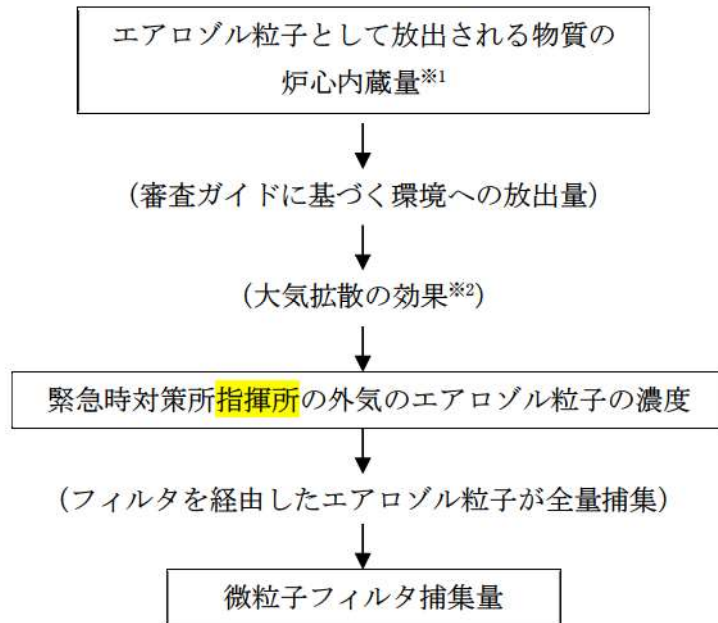 エアロゾル粒子として放出される物質の
炉心内蔵量※1
(審査ガイドに基づく環境への放出量)
(大気拡散の効果※2)
緊急時対策所指揮所の外気のエアロゾル粒子の濃度
(フィルタを経由したエアロゾル粒子が全量捕集)
微粒子フィルタ捕集量